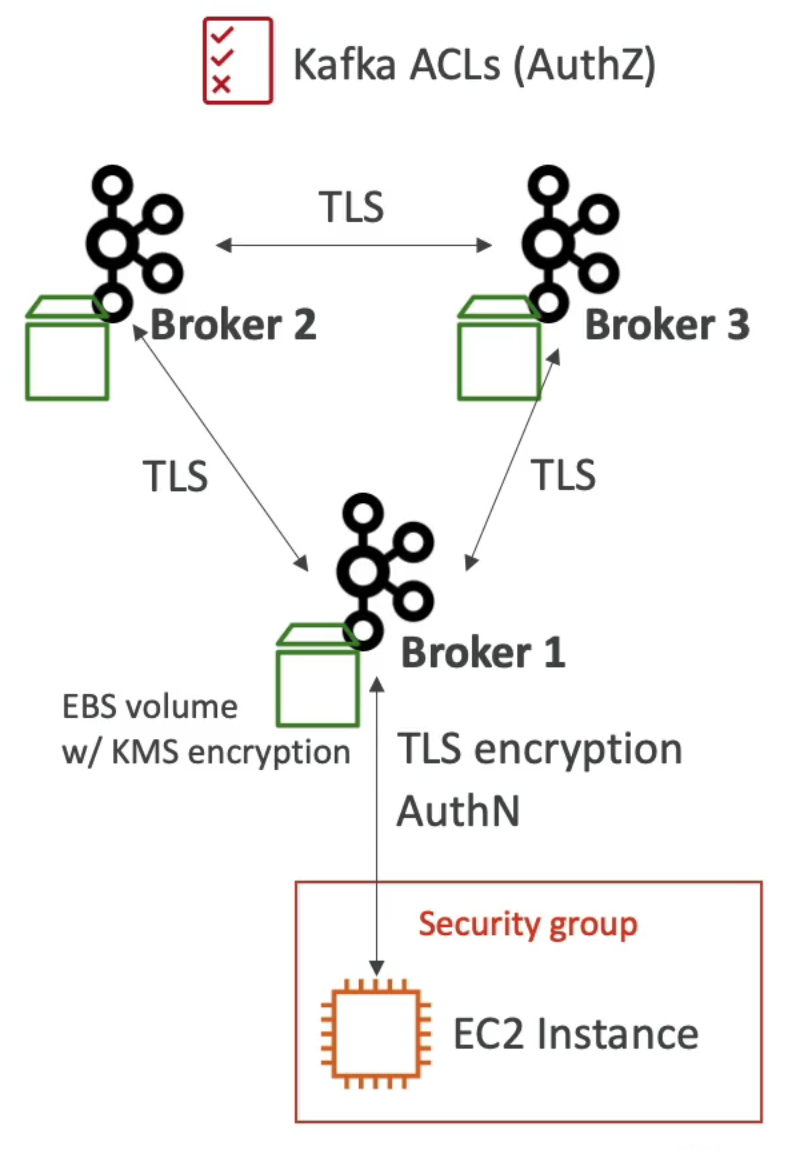 Kafka ACLs (AuthZ)
TLS
Broker 2
Broker 3
TLS
TLS
Broker 1
EBS volume
w/ KMS encryption
TLS encryption
AuthN
Security group
EC2 Instance